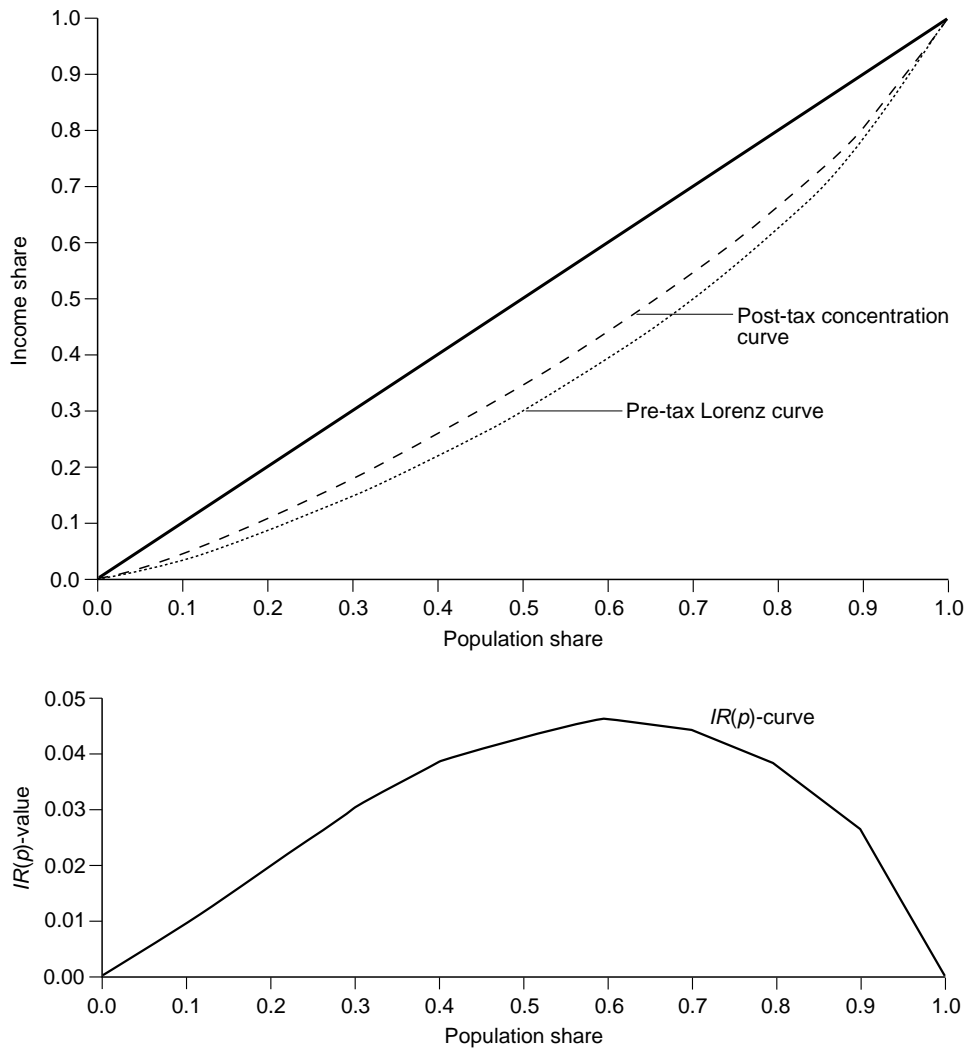 1.0
0.9
0.8
0.7
0.6
0.5
0.4
0.3
0.2
0.1
0.0
Income share
Post-tax concentration
curve
Pre-tax Lorenz curve
0.0 0.1 0.2 0.3 0.4 0.5 0.6 0.7 0.8 0.9 1.0
Population share
0.05
0.04
0.03
0.02
0.01
0.00
IR(p)-value
IR(p)-curve
0.0 0.1 0.2 0.3 0.4 0.5 0.6 0.7 0.8 0.9 1.0
Population share